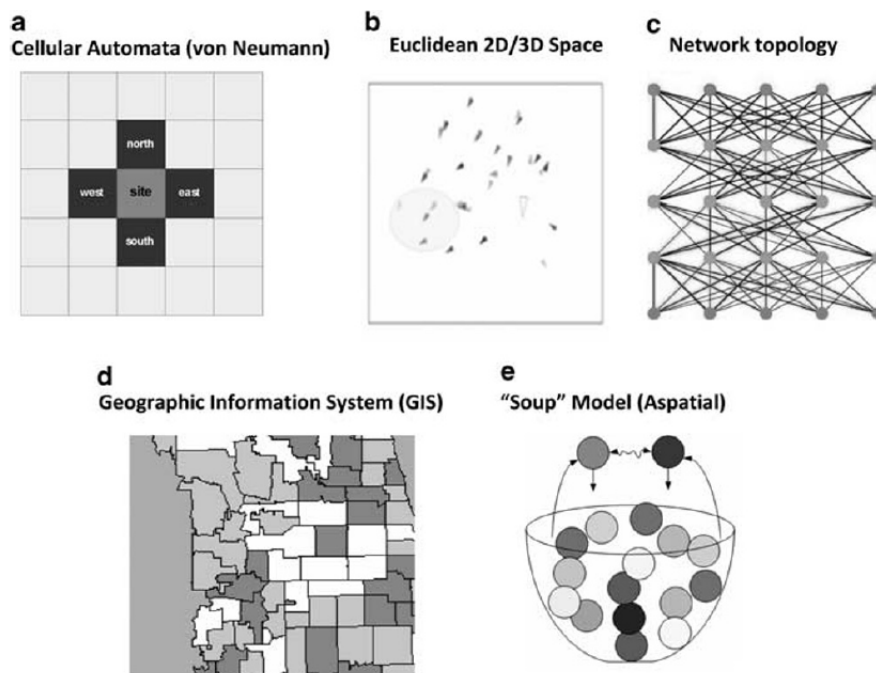 a
Cellular Automata (von Neumann)
north
west
site
east
south
b
Euclidean 2D/3D Space
c
Network topology
d
Geographic Information System (GIS)
e
“Soup” Model (Aspatial)